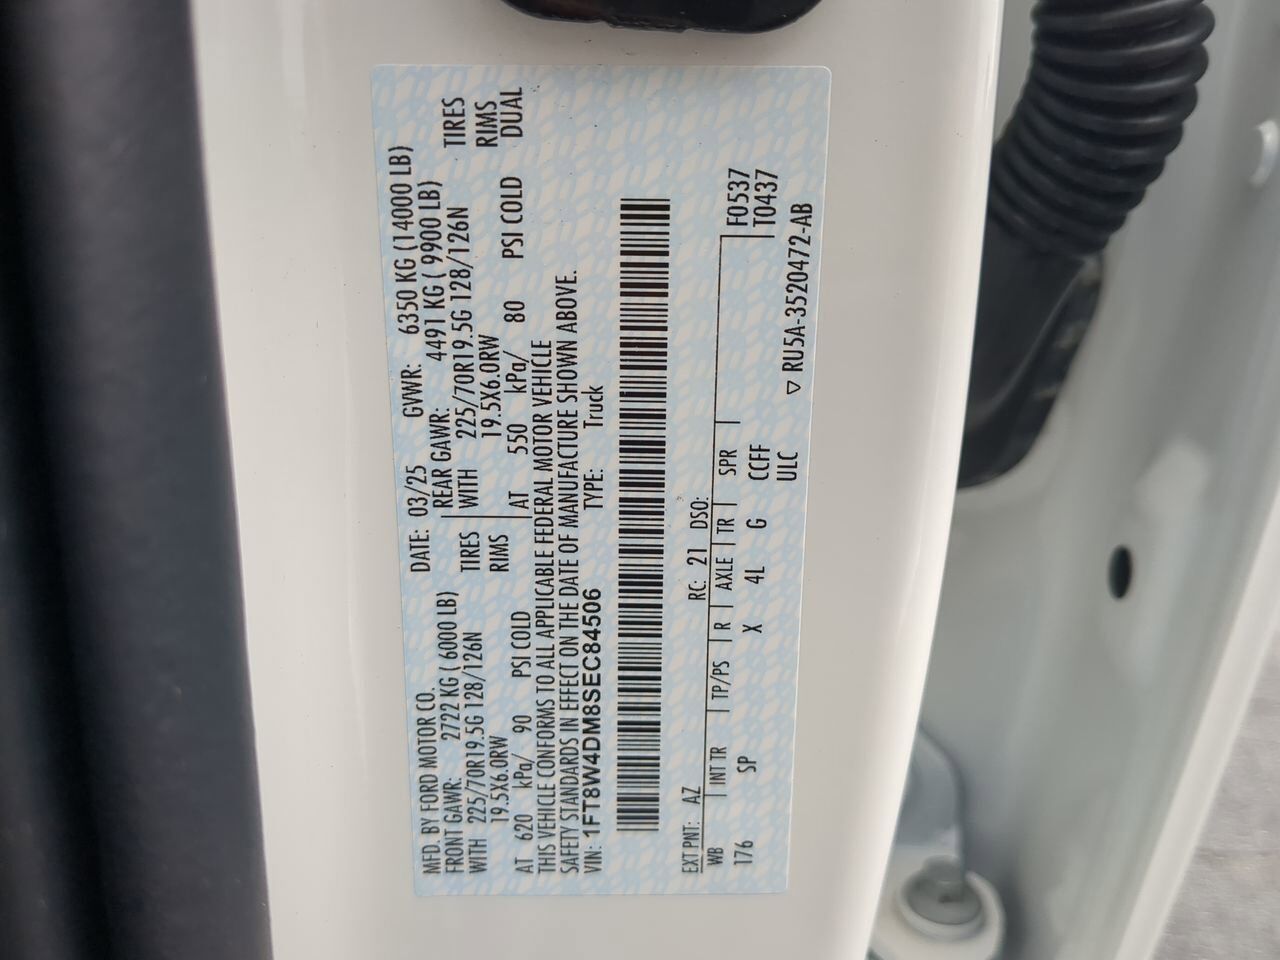 MFD. BY FORD MOTOR CO.
DATE: 03/25 GVWR: 6350 KG (14000 LB)
FRONT GAWR: 2722 KG ( 6000 LB) REAR GAWR: 4491 KG ( 9900 LB)
WITH 225/70R19.5G 128/126N TIRES WITH 225/70R19.5G 128/126N TIRES
19.5X6.0RW RIMS 19.5X6.0RW RIMS
AT 620 kPa/ 90 PSI COLD AT 550 kPa/ 80 PSI COLD DUAL
THIS VEHICLE CONFORMS TO ALL APPLICABLE FEDERAL MOTOR VEHICLE
SAFETY STANDARDS IN EFFECT ON THE DATE OF MANUFACTURE SHOWN ABOVE.
VIN: 1FT8W4DM8SEC84506 TYPE: Truck
EXT PNT: AZ RC: 21 DSO:
WB INT TR TP/PS R AXLE TR SPR F0537
176 SP X 4L G CCFF T0437
ULC
▽ RU5A-3520472-AB